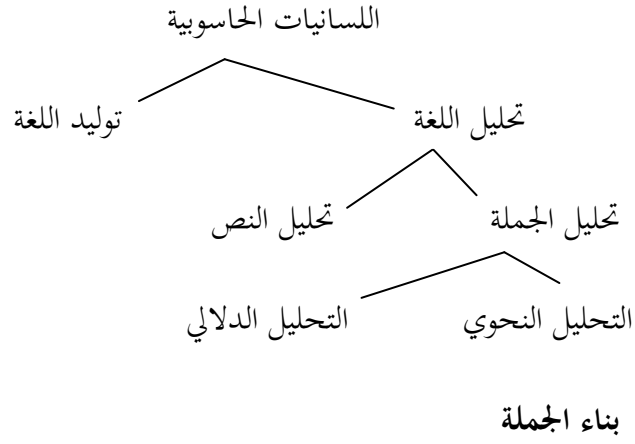 اللسانيات الحاسوبية
تحليل اللغة
توليد اللغة
تحليل الجملة
تحليل النص
التحليل النحوي
التحليل الدلالي
بناء الجملة